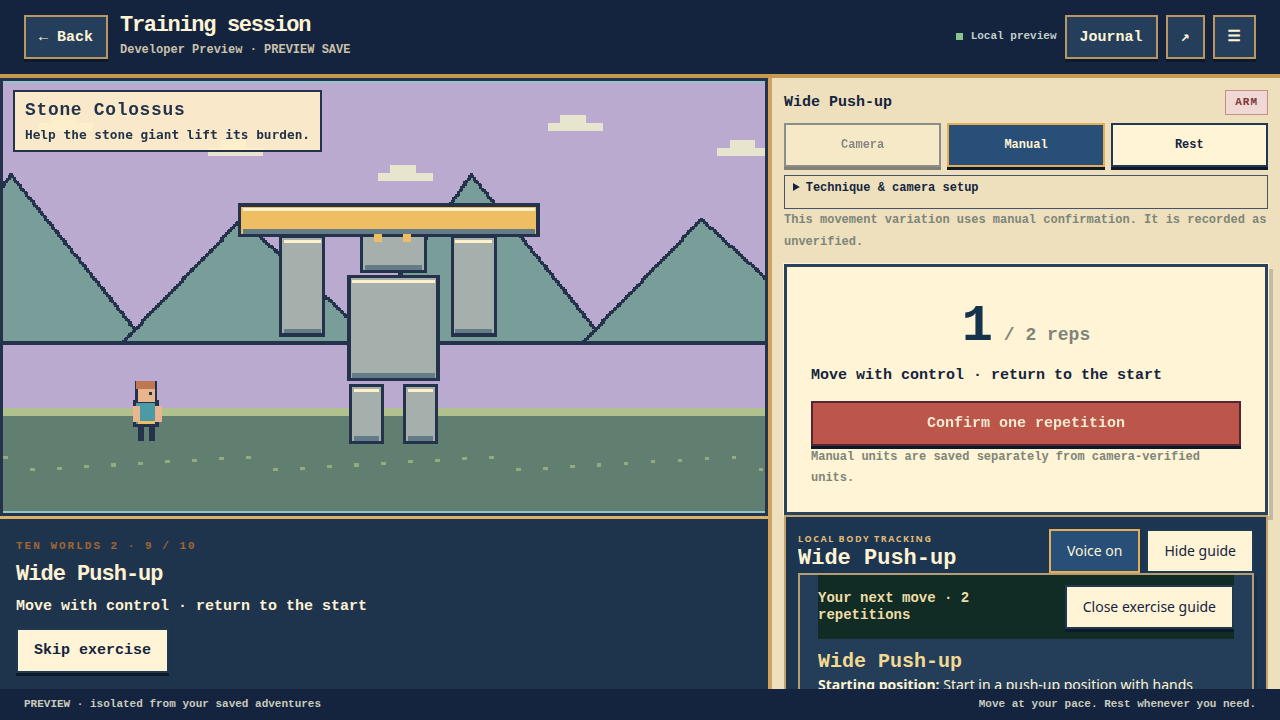 ← Back
Training session
Developer Preview · PREVIEW SAVE
Local preview
Journal
↗
☰
Stone Colossus
Help the stone giant lift its burden.
Wide Push-up
ARM
Camera
Manual
Rest
▶ Technique & camera setup
This movement variation uses manual confirmation. It is recorded as
unverified.
1 / 2 reps
Move with control · return to the start
Confirm one repetition
Manual units are saved separately from camera-verified
units.
TEN WORLDS 2 · 9 / 10
Wide Push-up
Move with control · return to the start
Skip exercise
LOCAL BODY TRACKING
Wide Push-up
Voice on
Hide guide
Your next move · 2
repetitions
Close exercise guide
Wide Push-up
Starting position: Start in a push-up position with hands
PREVIEW · isolated from your saved adventures
Move at your pace. Rest whenever you need.